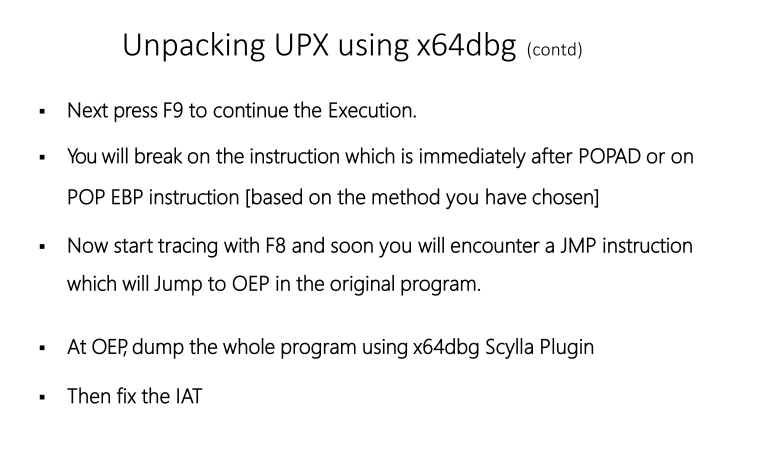 Unpacking UPX using x64dbg (contd)
▪ Next press F9 to continue the Execution.
▪ You will break on the instruction which is immediately after POPAD or on
POP EBP instruction [based on the method you have chosen]
▪ Now start tracing with F8 and soon you will encounter a JMP instruction
which will Jump to OEP in the original program.
▪ At OEP, dump the whole program using x64dbg Scylla Plugin
▪ Then fix the IAT